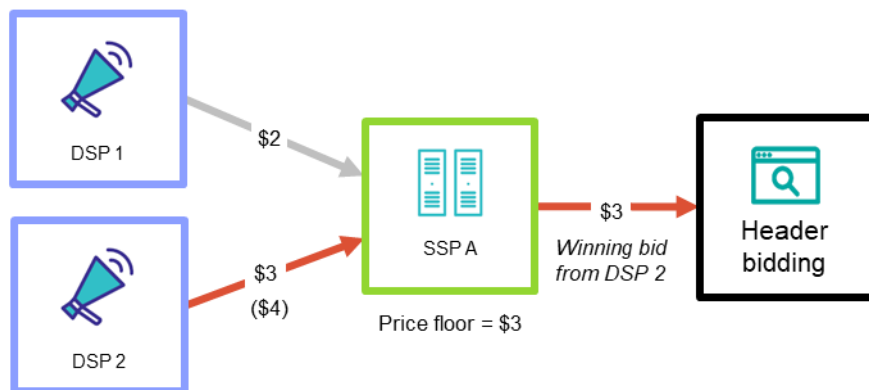 DSP 1
$2
SSP A
$3
Winning bid
from DSP 2
Header
bidding
$3
($4)
Price floor = $3
DSP 2